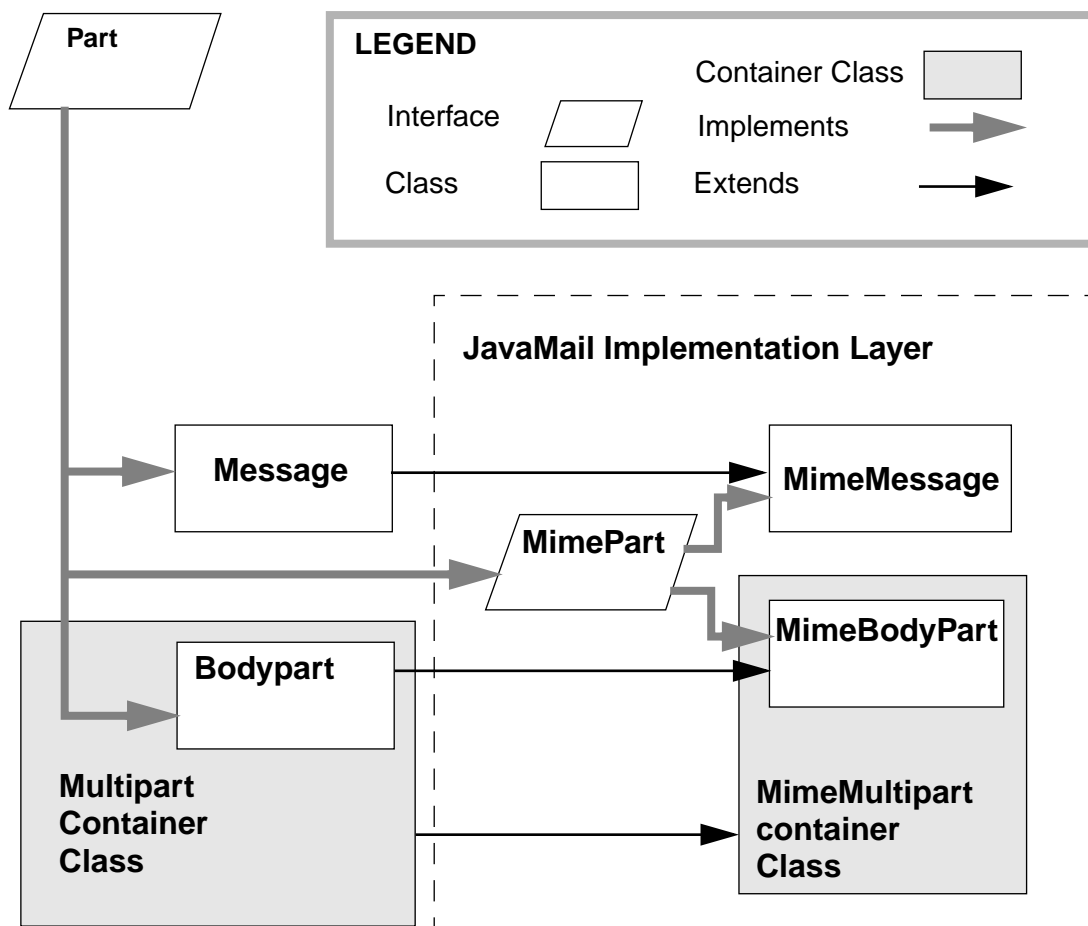 Part
LEGEND
Container Class
Interface
Implements
Class
Extends
JavaMail Implementation Layer
Message
MimeMessage
MimePart
MimeBodyPart
Bodypart
Multipart
Container
Class
MimeMultipart
container
Class